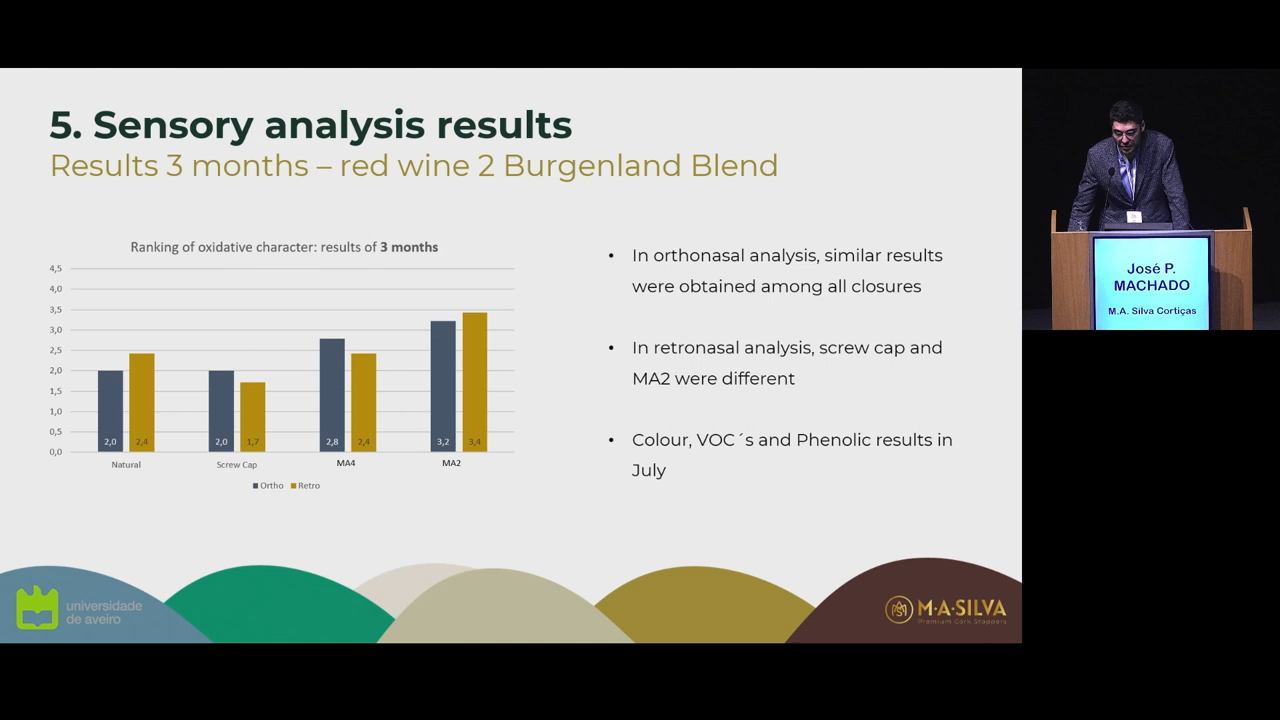 5. Sensory analysis results
Results 3 months – red wine 2 Burgenland Blend
Ranking of oxidative character: results of 3 months
4,5
4,0
3,5
3,0
2,5
2,0
1,5
1,0
0,5
0,0
2,0 2,4 2,0 1,7 2,8 2,4 3,2 3,4
Natural Screw Cap MA4 MA2
Ortho Retro
• In orthonasal analysis, similar results
were obtained among all closures
• In retronasal analysis, screw cap and
MA2 were different
• Colour, VOC´s and Phenolic results in
July
universidade
de aveiro
M·A·SILVA
Premium Cork Stoppers
José P.
MACHADO
M.A. Silva Cortiças